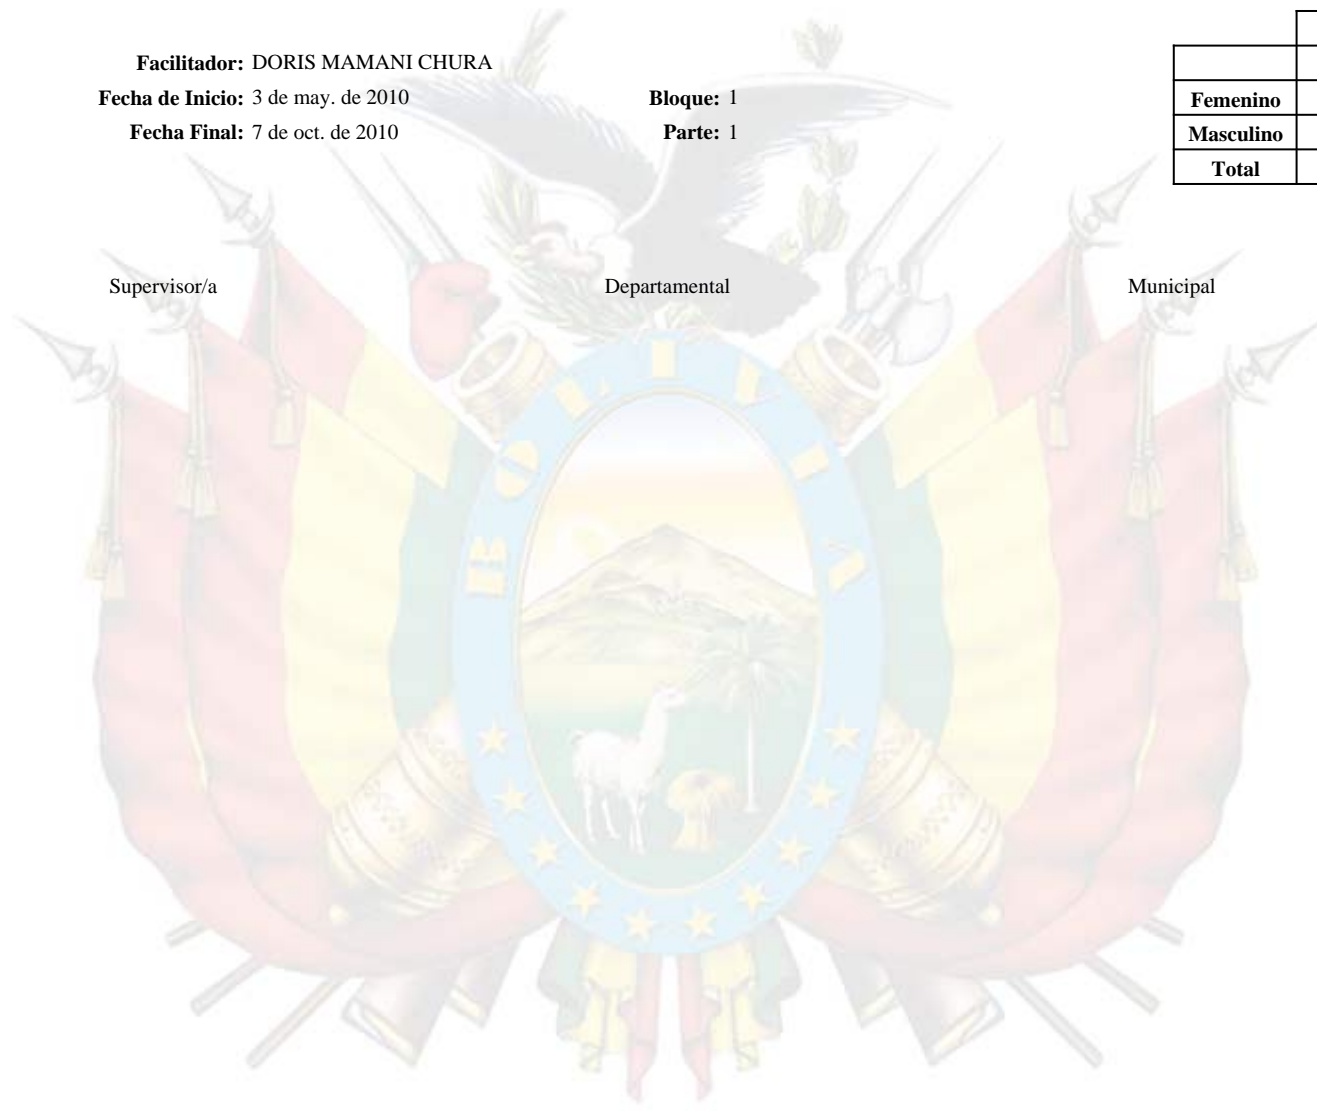 Facilitador: DORIS MAMANI CHURA
Fecha de Inicio: 3 de may. de 2010 Bloque: 1
Fecha Final: 7 de oct. de 2010 Parte: 1
Femenino
Masculino
Total
Supervisor/a Departamental Municipal
BOLIVIA